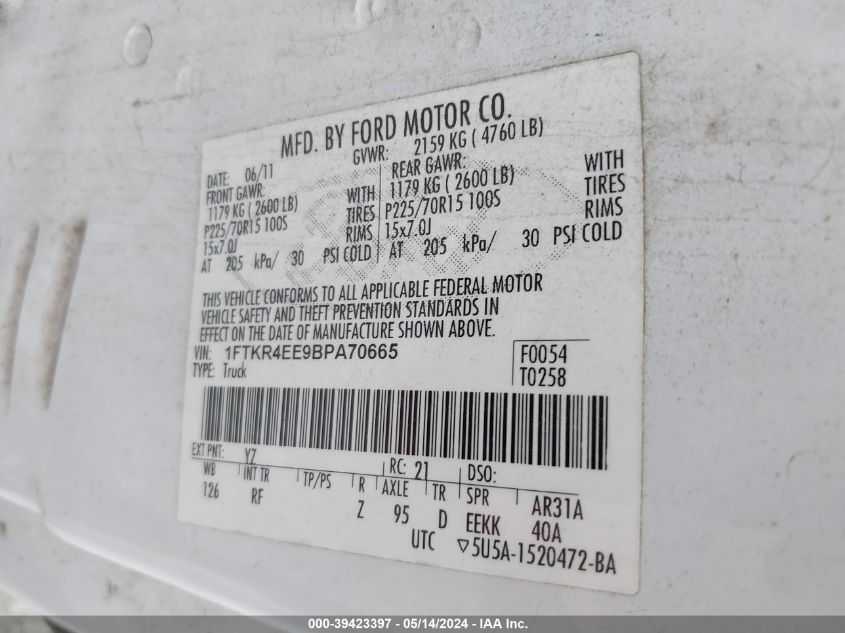 MFD. BY FORD MOTOR CO.
DATE: 06/11 GVWR: 2159 KG ( 4760 LB)
FRONT GAWR: REAR GAWR:
1179 KG ( 2600 LB) WITH 1179 KG ( 2600 LB) WITH
P225/70R15 100S TIRES P225/70R15 100S TIRES
15x7.0J RIMS 15x7.0J RIMS
AT 205 kPa/ 30 PSI COLD AT 205 kPa/ 30 PSI COLD
THIS VEHICLE CONFORMS TO ALL APPLICABLE FEDERAL MOTOR
VEHICLE SAFETY AND THEFT PREVENTION STANDARDS IN
EFFECT ON THE DATE OF MANUFACTURE SHOWN ABOVE.
VIN: 1FTKR4EE9BPA70665 F0054
TYPE: Truck T0258
EXT PNT: YZ RC: 21 DSO:
WB INT TR TP/PS R AXLE TR SPR AR31A
126 RF Z 95 D EEKK 40A
UTC ▽5U5A-1520472-BA
000-39423397 - 05/14/2024 - IAA Inc.